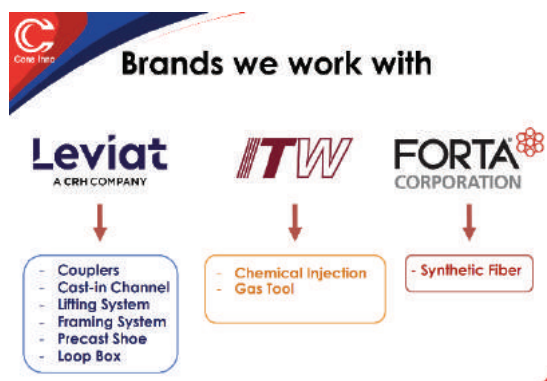 Cons Inno
Brands we work with
Leviat
A CRH COMPANY
ITW
FORTA
CORPORATION
- Couplers
- Cast-in Channel
- Lifting System
- Framing System
- Precast Shoe
- Loop Box
- Chemical Injection
- Gas Tool
- Synthetic Fiber